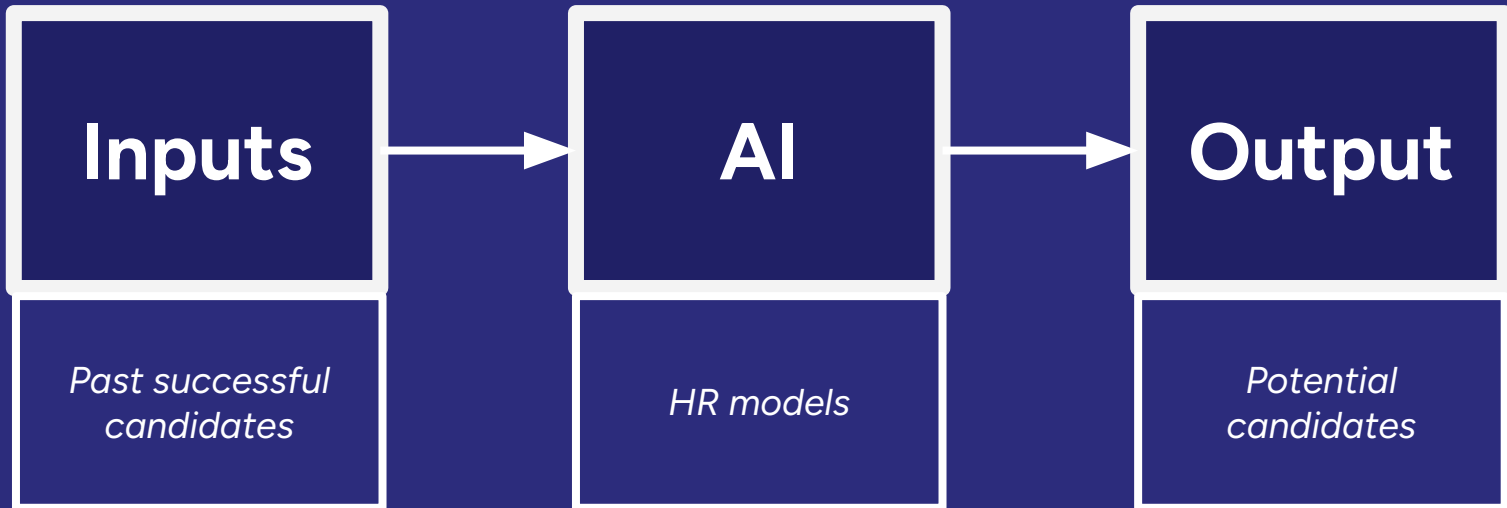 Inputs
AI
Output
Past successful
candidates
HR models
Potential
candidates